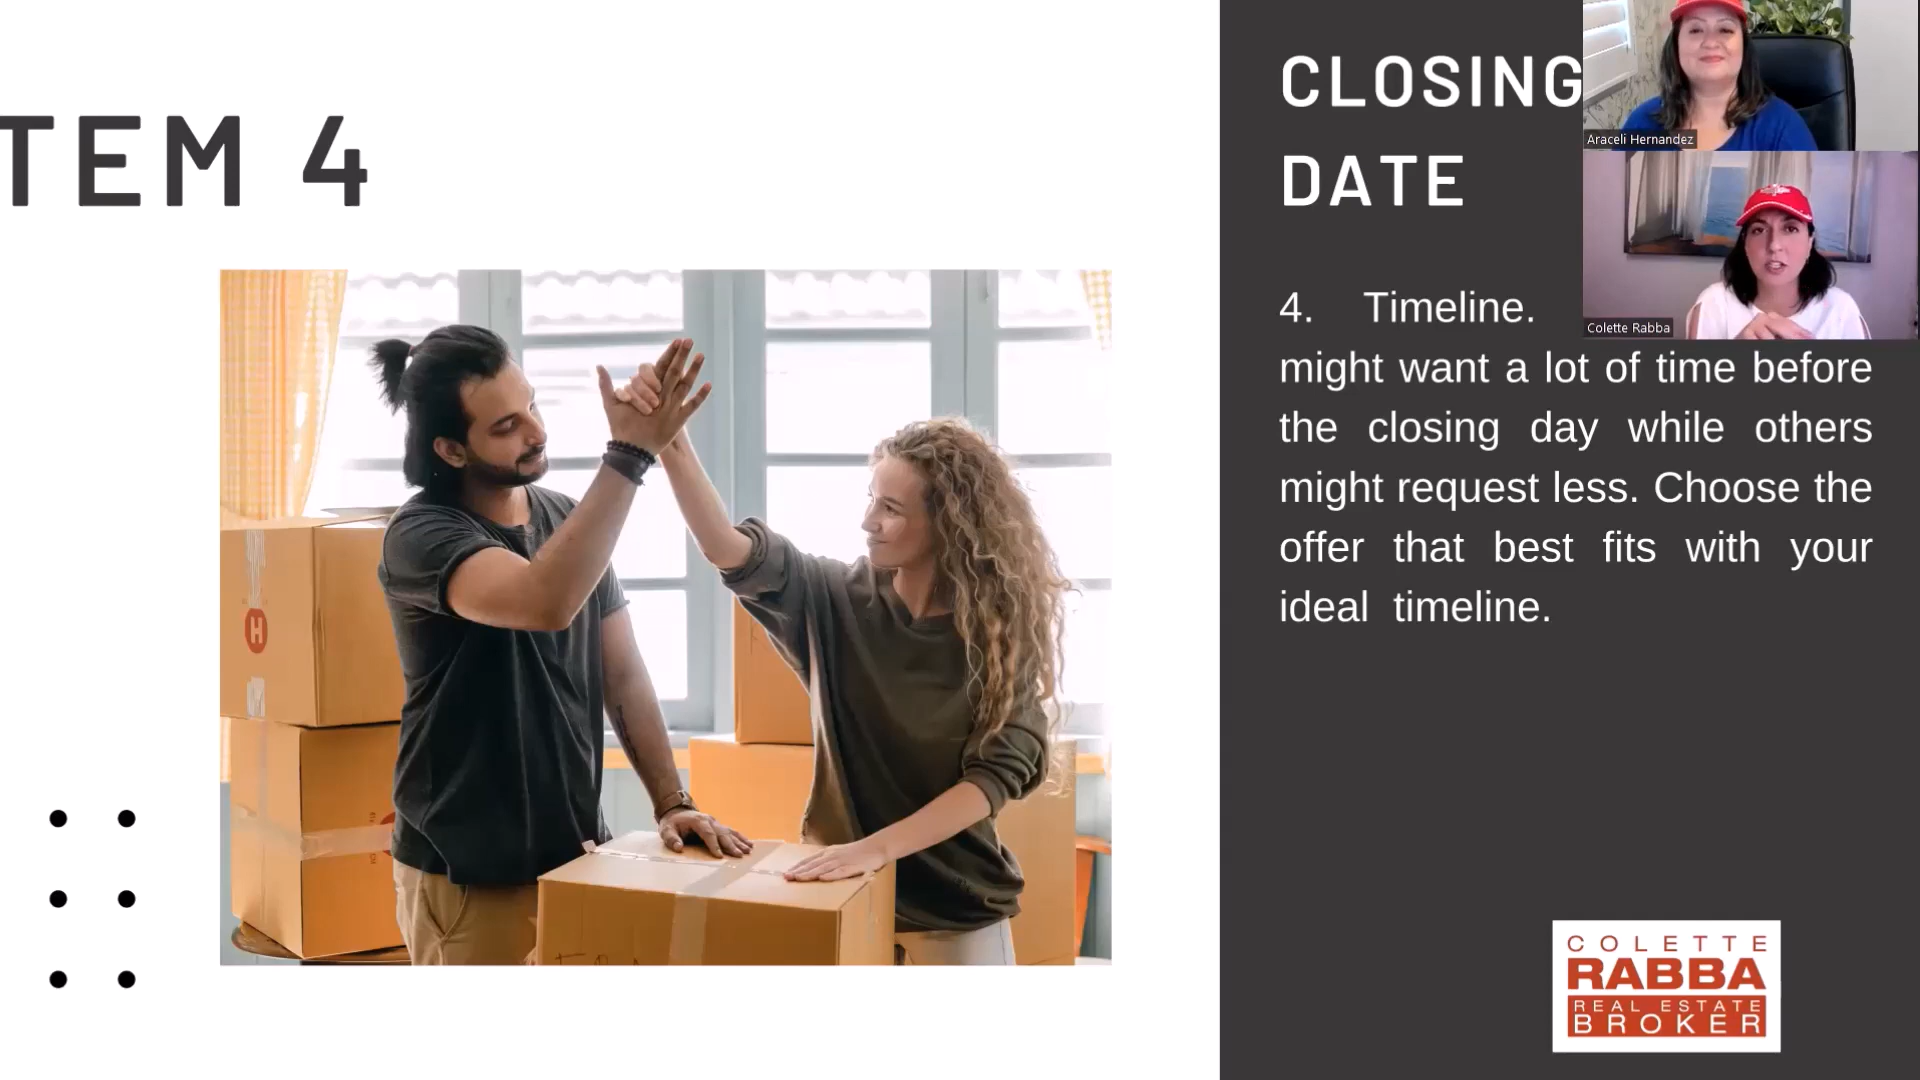 TEM 4
CLOSING
DATE
4. Timeline.
might want a lot of time before
the closing day while others
might request less. Choose the
offer that best fits with your
ideal timeline.
Araceli Hernandez
Colette Rabba
H
COLETTE
RABBA
REAL ESTATE
BROKER